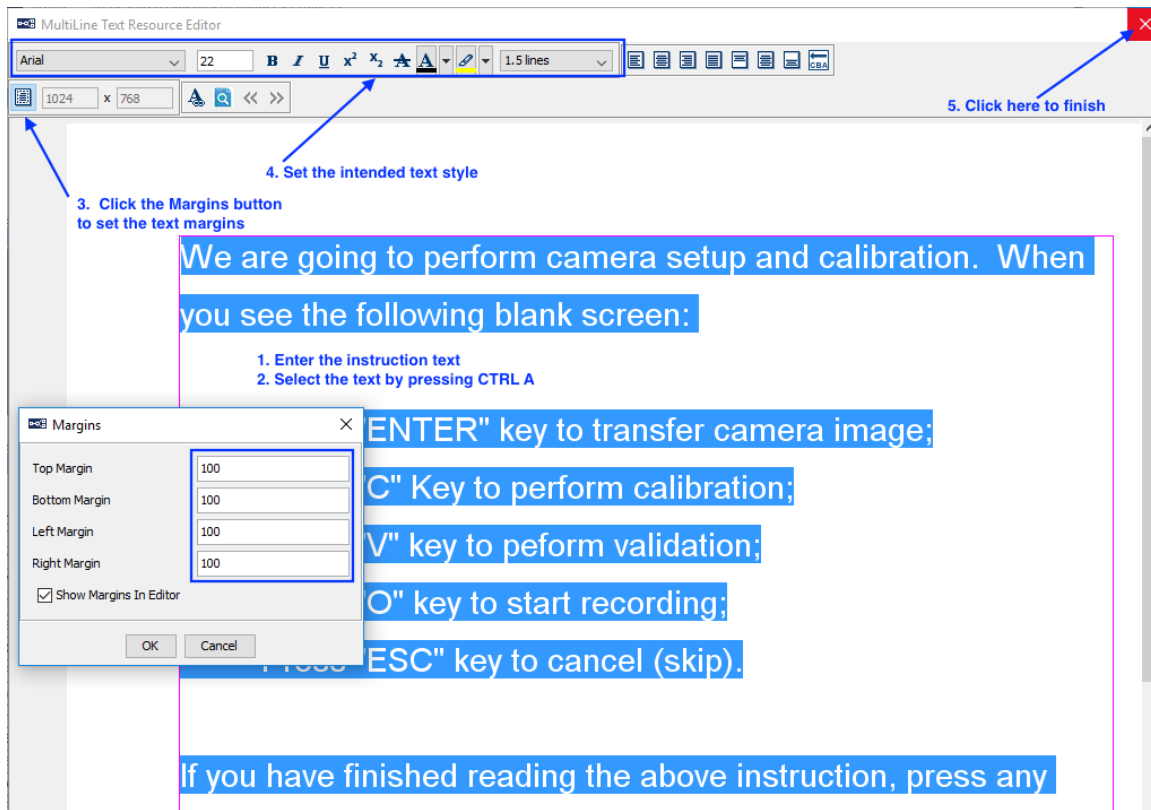 MultiLine Text Resource Editor
Arial 22 B I U x² x₂ A A 1.5 lines CBA
1024 x 768 A
5. Click here to finish
4. Set the intended text style
3. Click the Margins button
to set the text margins
We are going to perform camera setup and calibration. When
you see the following blank screen:
1. Enter the instruction text
2. Select the text by pressing CTRL A
"ENTER" key to transfer camera image;
"C" Key to perform calibration;
"V" key to peform validation;
"O" key to start recording;
"ESC" key to cancel (skip).
Margins
Top Margin 100
Bottom Margin 100
Left Margin 100
Right Margin 100
Show Margins In Editor
OK Cancel
If you have finished reading the above instruction, press any